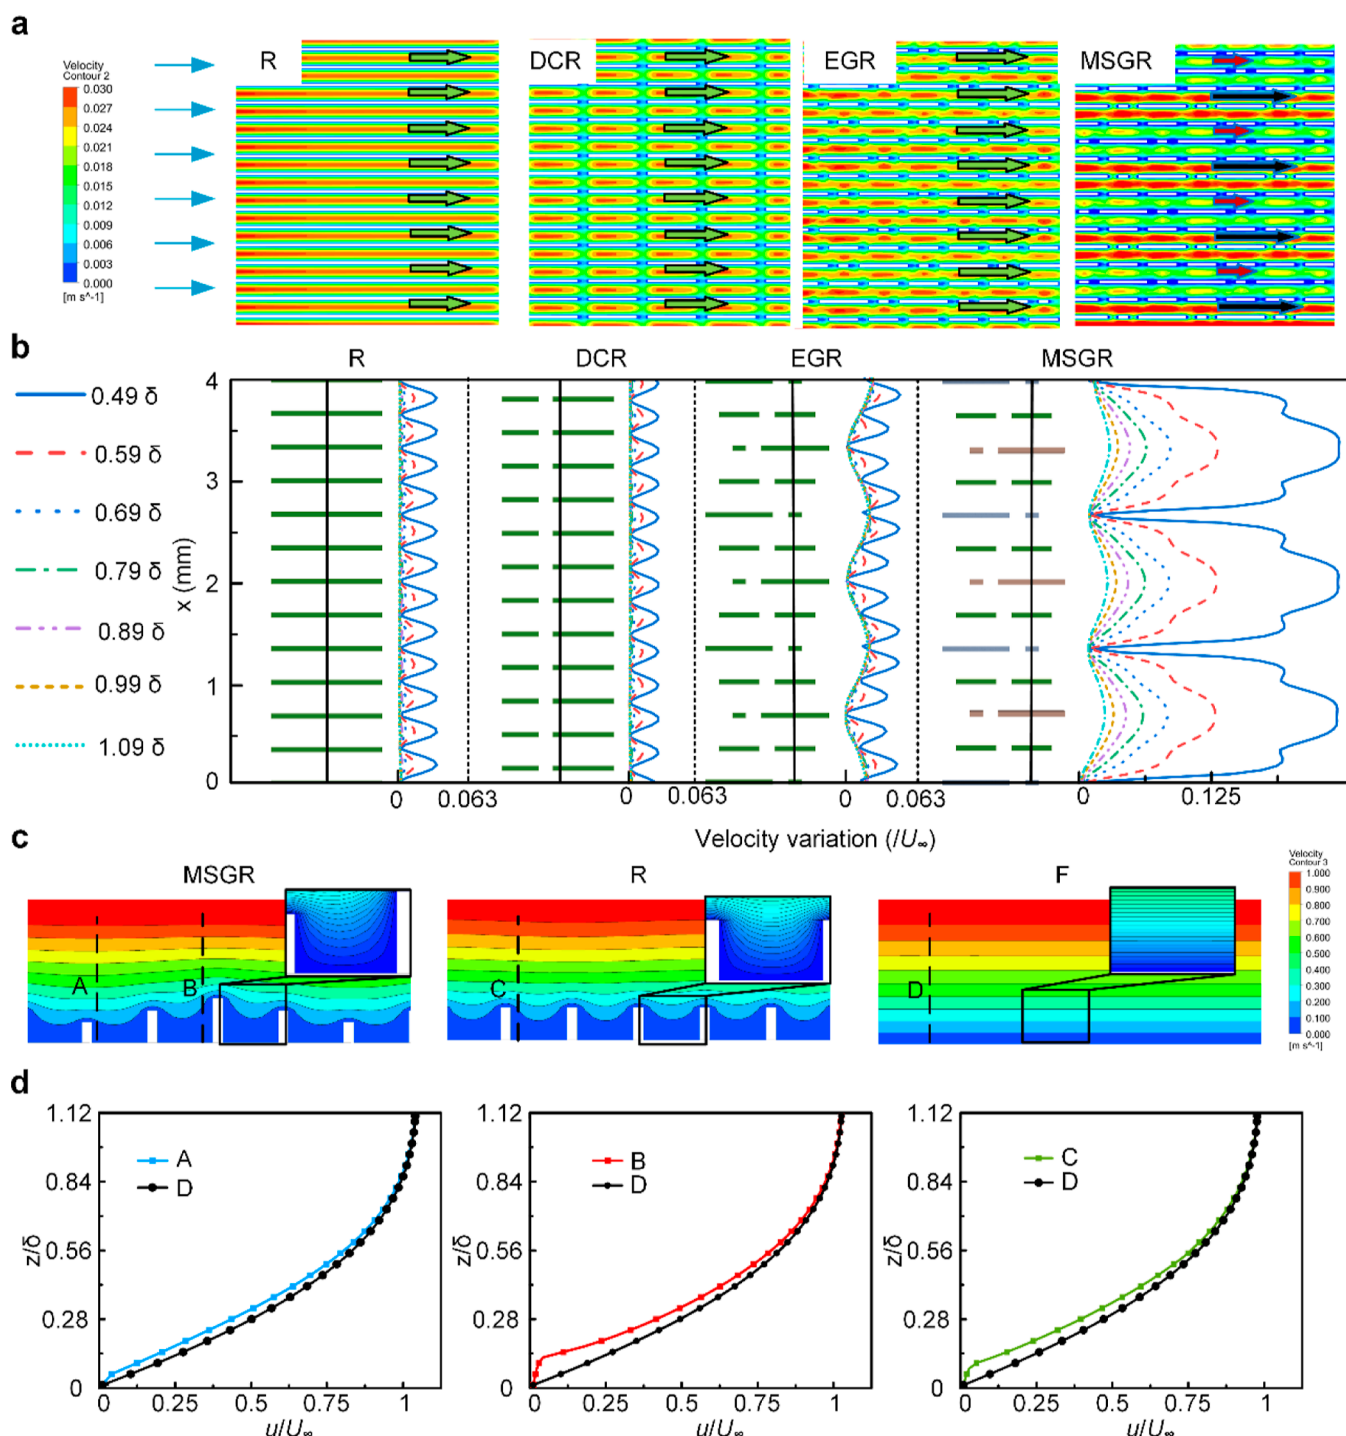 a
Velocity
Contour 2
0.030
0.027
0.024
0.021
0.018
0.015
0.012
0.009
0.006
0.003
0.000
[m s^-1]
R
DCR
EGR
MSGR
b
R DCR EGR MSGR
0.49 δ
0.59 δ
0.69 δ
0.79 δ
0.89 δ
0.99 δ
1.09 δ
x (mm)
4
3
2
1
0
0 0.063 0 0.063 0 0.063 0 0.125
Velocity variation (/U∞)
c
MSGR R F
A B C D
Velocity
Contour 3
1.000
0.900
0.800
0.700
0.600
0.500
0.400
0.300
0.200
0.100
0.000
[m s^-1]
d
z/δ
1.12
0.84
0.56
0.28
0
A
D
0 0.25 0.5 0.75 1
u/U∞
z/δ
1.12
0.84
0.56
0.28
0
B
D
0 0.25 0.5 0.75 1
u/U∞
z/δ
1.12
0.84
0.56
0.28
0
C
D
0 0.25 0.5 0.75 1
u/U∞